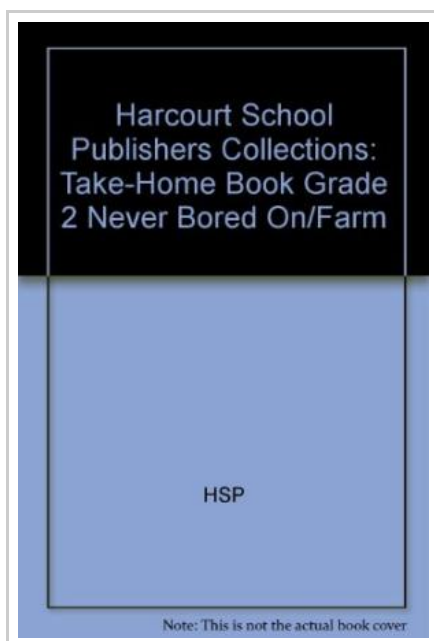 Harcourt School
Publishers Collections:
Take-Home Book Grade
2 Never Bored On/Farm
HSP
Note: This is not the actual book cover